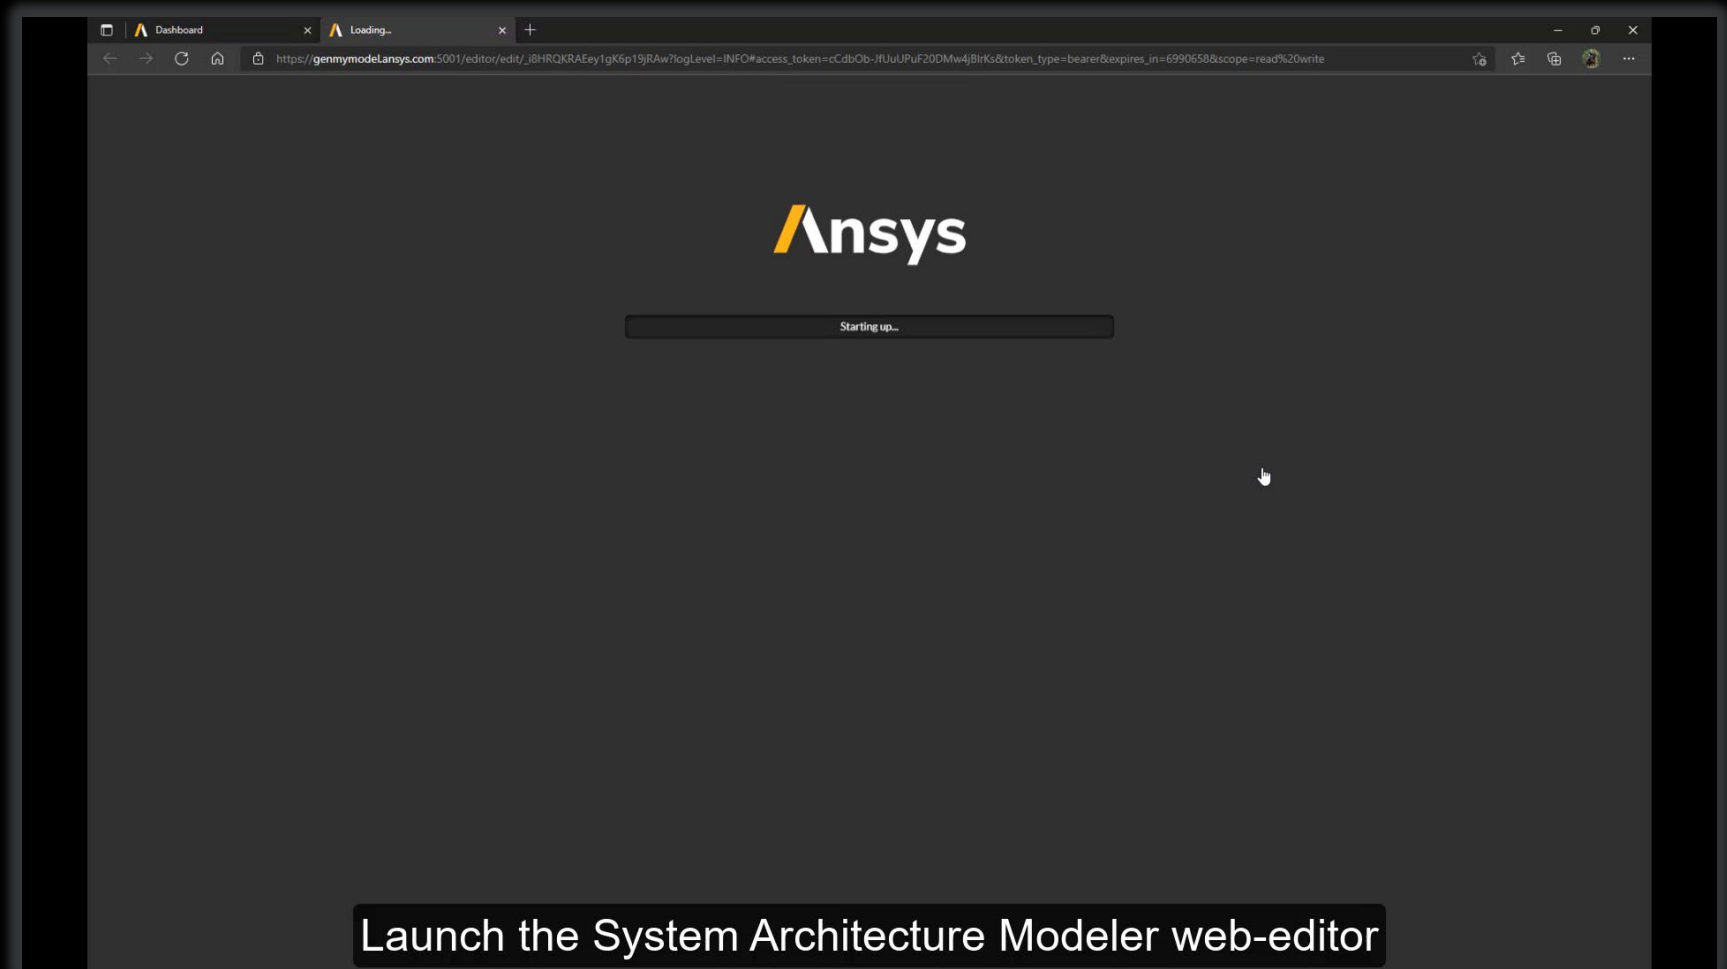 Dashboard
Loading...
https://genmymodel.ansys.com:5001/editor/edit/_i8HRQKRAEey1gK6p19jRAw?logLevel=INFO#access_token=cCdbOb-JfUuUPuF20DMw4jBIrKs&token_type=bearer&expires_in=6990658&scope=read%20write
Ansys
Starting up...
Launch the System Architecture Modeler web-editor